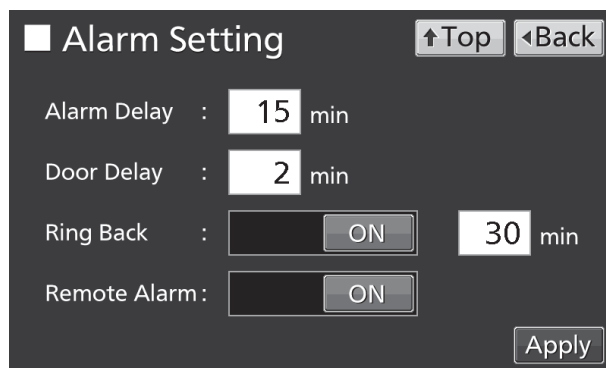 Alarm Setting ↑Top ◂Back
Alarm Delay : 15 min
Door Delay : 2 min
Ring Back : ON 30 min
Remote Alarm : ON
Apply